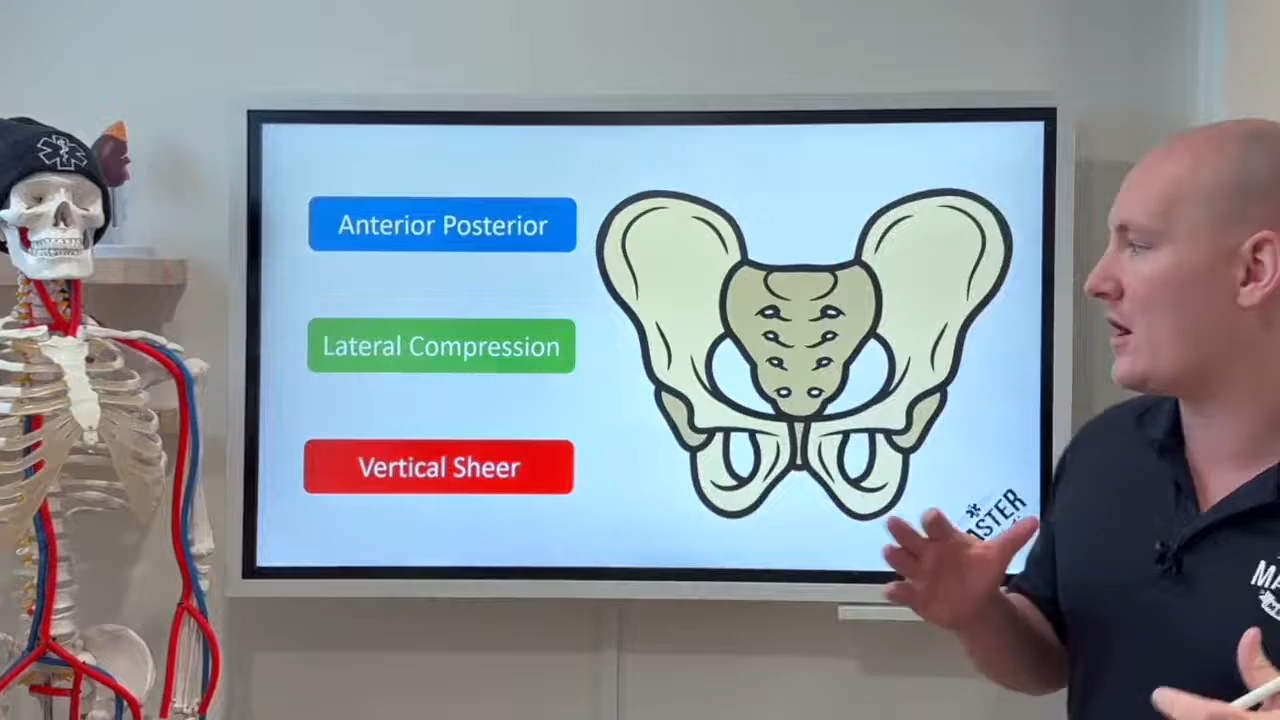 Anterior Posterior
Lateral Compression
Vertical Sheer